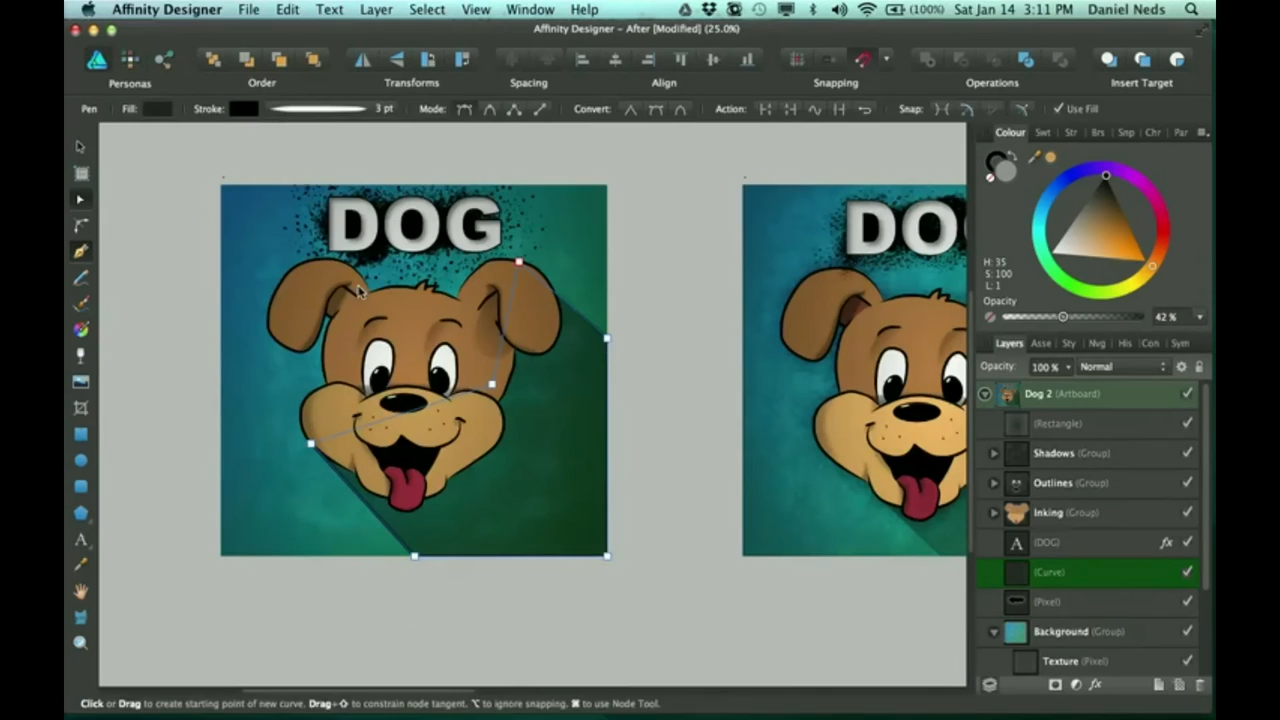 Affinity Designer File Edit Text Layer Select View Window Help (100%) Sat Jan 14 3:11 PM Daniel Neds
Affinity Designer - After [Modified] (25.0%)
Personas Order Transforms Spacing Align Snapping Operations Insert Target
Pen Fill: Stroke: 3 pt Mode: Convert: Action: Snap: Use Fill
Colour Swt Str Brs Snp Chr Par
DOG
DO
H: 35
S: 100
L: 1
Opacity
42 %
Layers Asse Sty Nvg His Con Sym
Opacity: 100 % Normal
Dog 2 (Artboard)
(Rectangle)
Shadows (Group)
Outlines (Group)
Inking (Group)
A (DOG) fx
(Curve)
(Pixel)
Background (Group)
Texture (Pixel)
fx
Click or Drag to create starting point of new curve. Drag+⇧ to constrain node tangent. ⌥ to ignore snapping. ⌘ to use Node Tool.